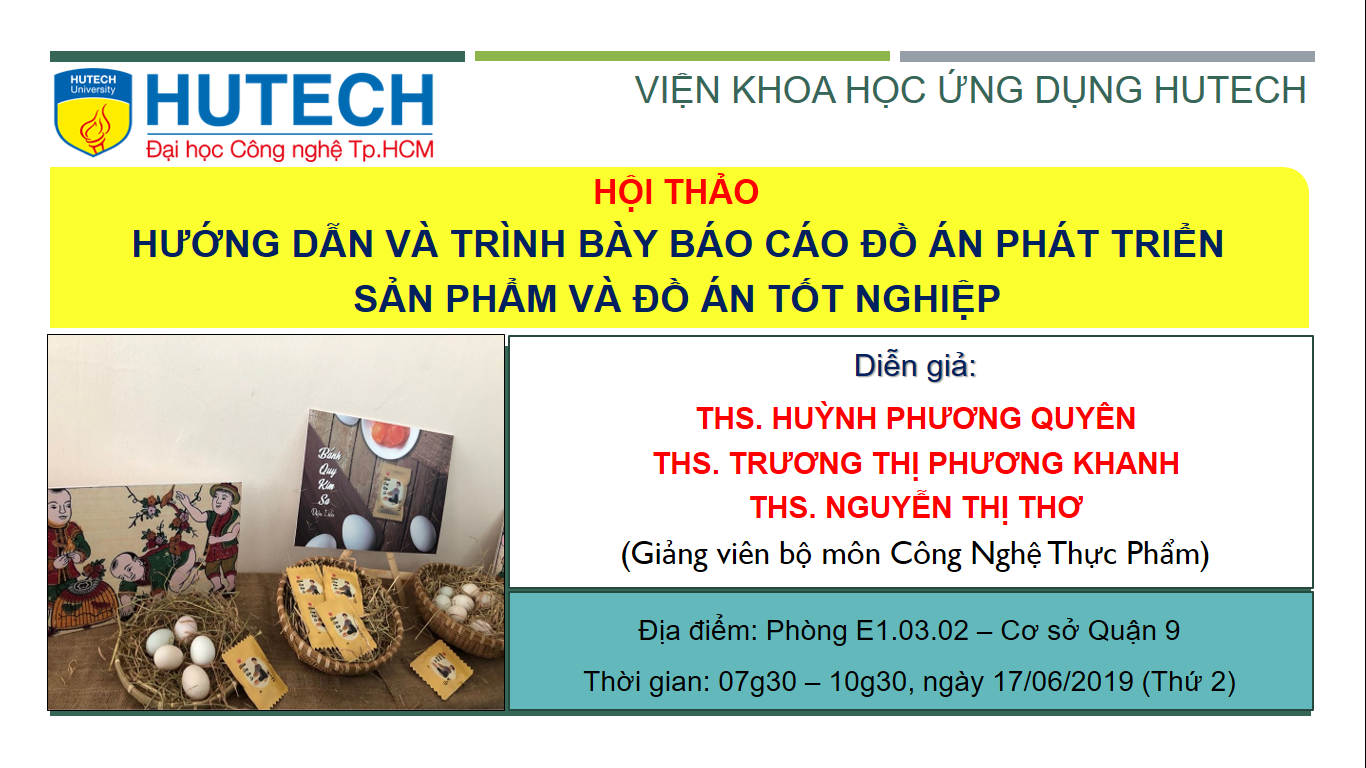 HUTECH
University
HUTECH
Đại học Công nghệ Tp.HCM
VIỆN KHOA HỌC ỨNG DỤNG HUTECH
HỘI THẢO
HƯỚNG DẪN VÀ TRÌNH BÀY BÁO CÁO ĐỒ ÁN PHÁT TRIỂN
SẢN PHẨM VÀ ĐỒ ÁN TỐT NGHIỆP
Bánh
Quy
Kim
Sa
Diễn giả:
THS. HUỲNH PHƯƠNG QUYÊN
THS. TRƯƠNG THỊ PHƯƠNG KHANH
THS. NGUYỄN THỊ THƠ
(Giảng viên bộ môn Công Nghệ Thực Phẩm)
Địa điểm: Phòng E1.03.02 – Cơ sở Quận 9
Thời gian: 07g30 – 10g30, ngày 17/06/2019 (Thứ 2)